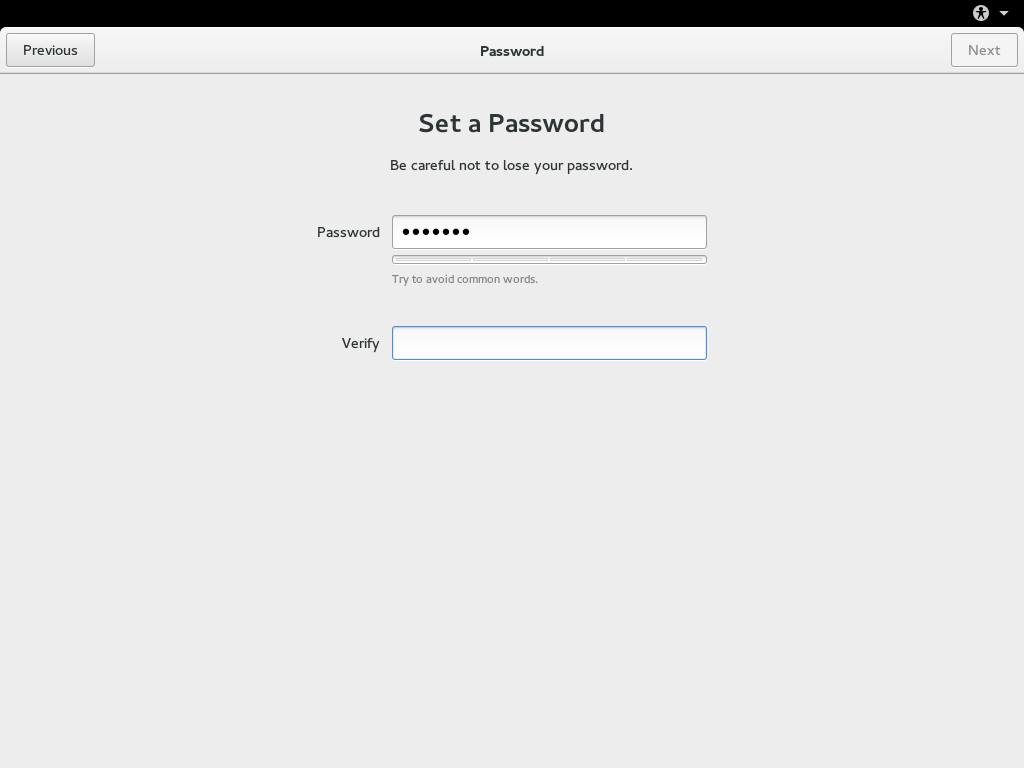 Previous
Password
Next
Set a Password
Be careful not to lose your password.
Password
Try to avoid common words.
Verify